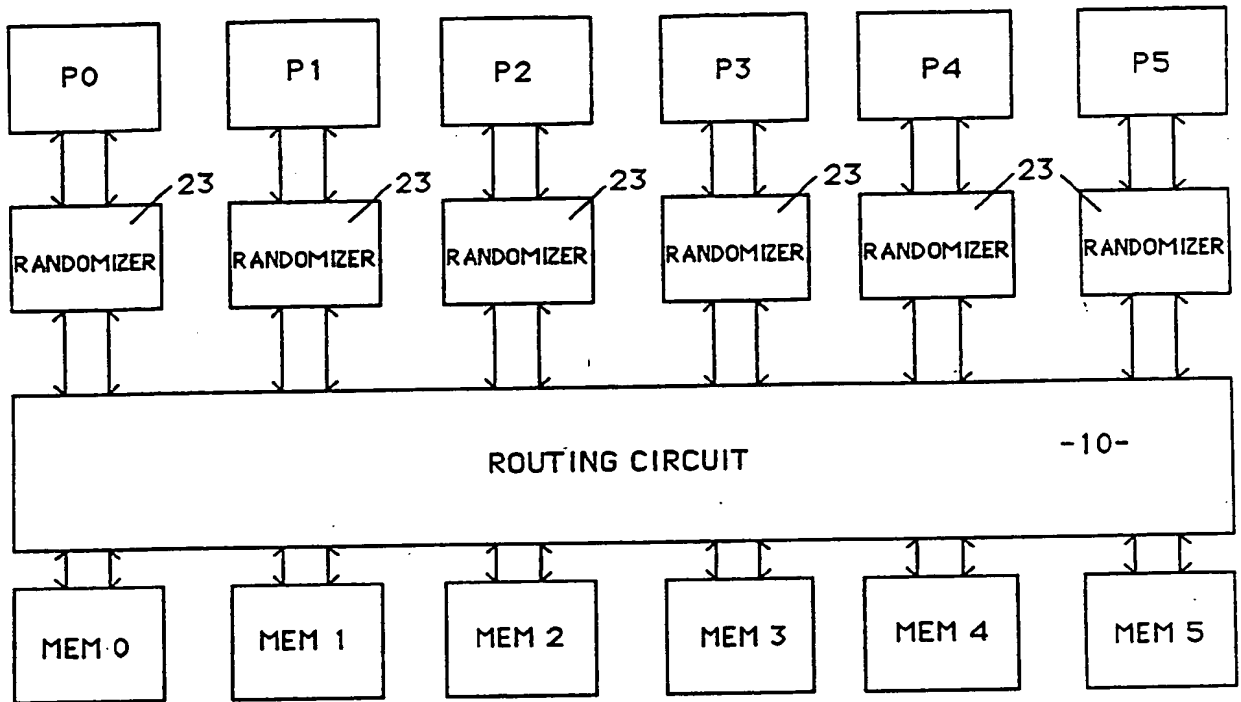 P0 P1 P2 P3 P4 P5
23 23 23 23 23
RANDOMIZER RANDOMIZER RANDOMIZER RANDOMIZER RANDOMIZER RANDOMIZER
ROUTING CIRCUIT -10-
MEM 0 MEM 1 MEM 2 MEM 3 MEM 4 MEM 5